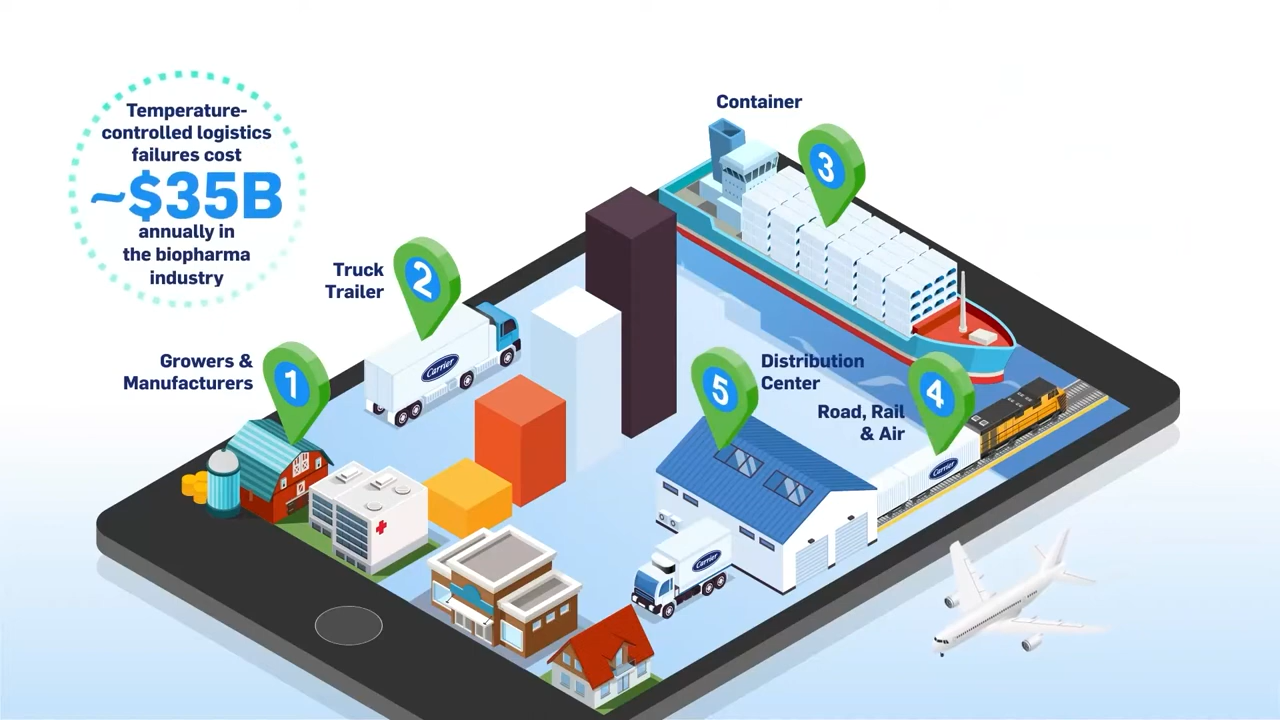 Temperature-
controlled logistics
failures cost
~$35B
annually in
the biopharma
industry
Growers &
Manufacturers
1
Truck
Trailer
2
Container
3
Road, Rail
& Air
4
Distribution
Center
5
Carrier
Carrier
Carrier